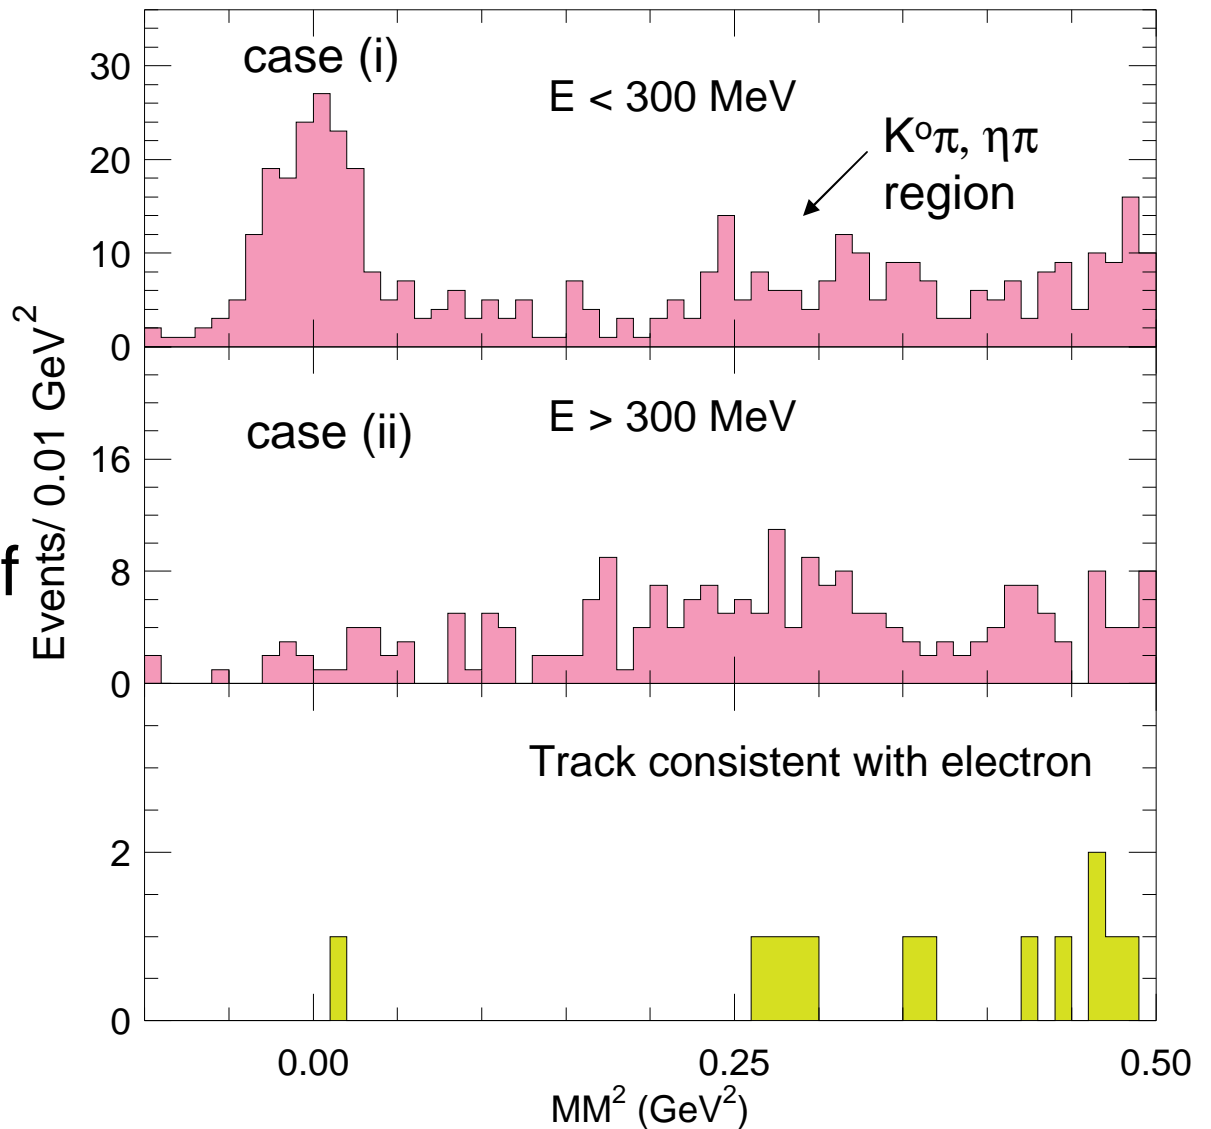 case (i)
E < 300 MeV
K⁰π, ηπ
region
30
20
10
0
case (ii)
E > 300 MeV
16
8
0
f
Events/ 0.01 GeV²
Track consistent with electron
2
0
0.00 0.25 0.50
MM² (GeV²)